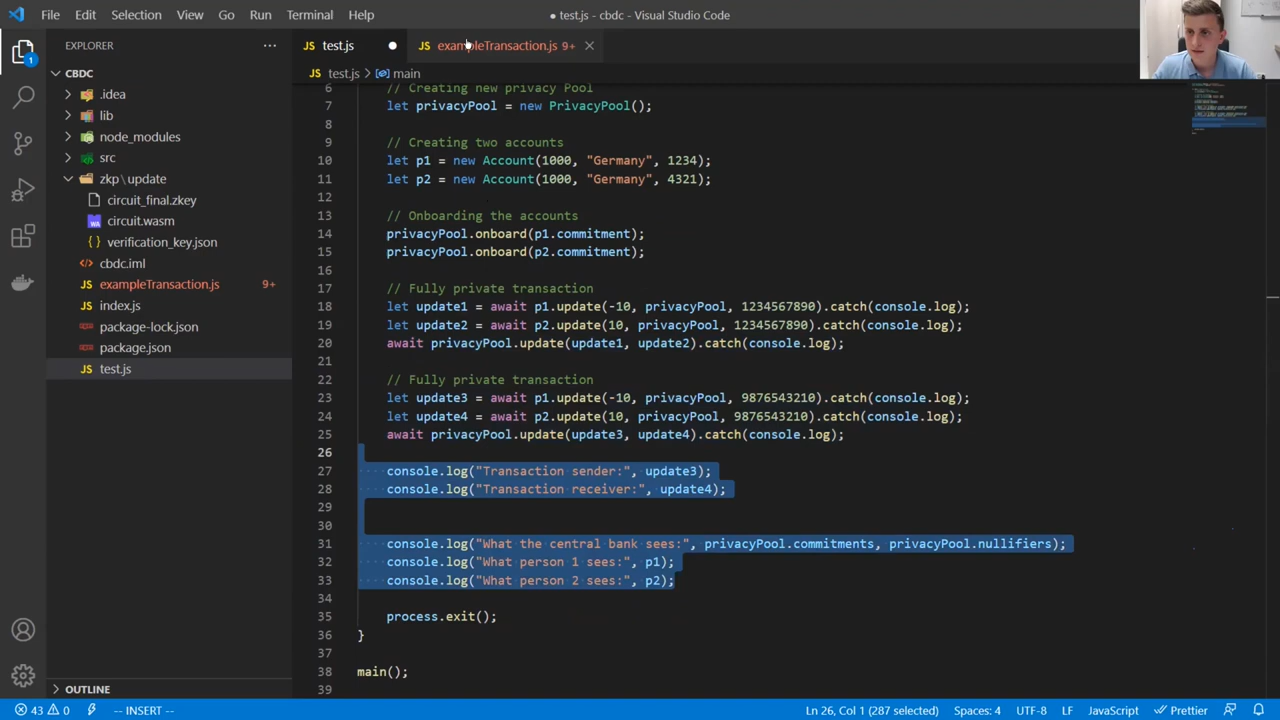 File Edit Selection View Go Run Terminal Help
● test.js - cbdc - Visual Studio Code
EXPLORER ···
JS test.js ● JS exampleTransaction.js 9+ ×
JS test.js > main
CBDC
.idea
lib
node_modules
src
zkp\update
circuit_final.zkey
WA circuit.wasm
{} verification_key.json
cbdc.iml
JS exampleTransaction.js 9+
JS index.js
package-lock.json
package.json
JS test.js
OUTLINE
1
6 // Creating new privacy Pool
7 let privacyPool = new PrivacyPool();
8
9 // Creating two accounts
10 let p1 = new Account(1000, "Germany", 1234);
11 let p2 = new Account(1000, "Germany", 4321);
12
13 // Onboarding the accounts
14 privacyPool.onboard(p1.commitment);
15 privacyPool.onboard(p2.commitment);
16
17 // Fully private transaction
18 let update1 = await p1.update(-10, privacyPool, 1234567890).catch(console.log);
19 let update2 = await p2.update(10, privacyPool, 1234567890).catch(console.log);
20 await privacyPool.update(update1, update2).catch(console.log);
21
22 // Fully private transaction
23 let update3 = await p1.update(-10, privacyPool, 9876543210).catch(console.log);
24 let update4 = await p2.update(10, privacyPool, 9876543210).catch(console.log);
25 await privacyPool.update(update3, update4).catch(console.log);
26
27 console.log("Transaction sender:", update3);
28 console.log("Transaction receiver:", update4);
29
30
31 console.log("What the central bank sees:", privacyPool.commitments, privacyPool.nullifiers);
32 console.log("What person 1 sees:", p1);
33 console.log("What person 2 sees:", p2);
34
35 process.exit();
36 }
37
38 main();
39
43 0 -- INSERT -- Ln 26, Col 1 (287 selected) Spaces: 4 UTF-8 LF JavaScript Prettier